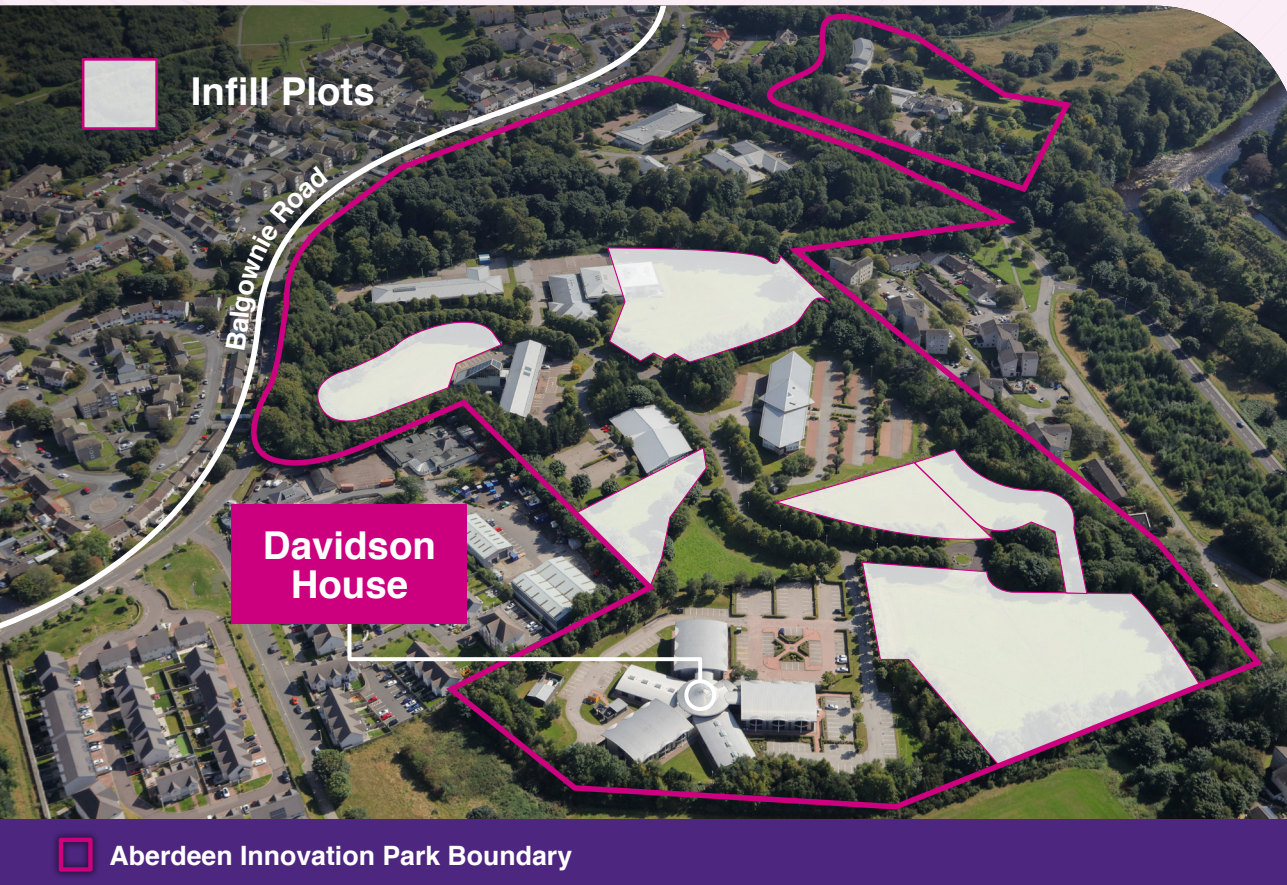 Infill Plots
Balgownie Road
Davidson
House
Aberdeen Innovation Park Boundary